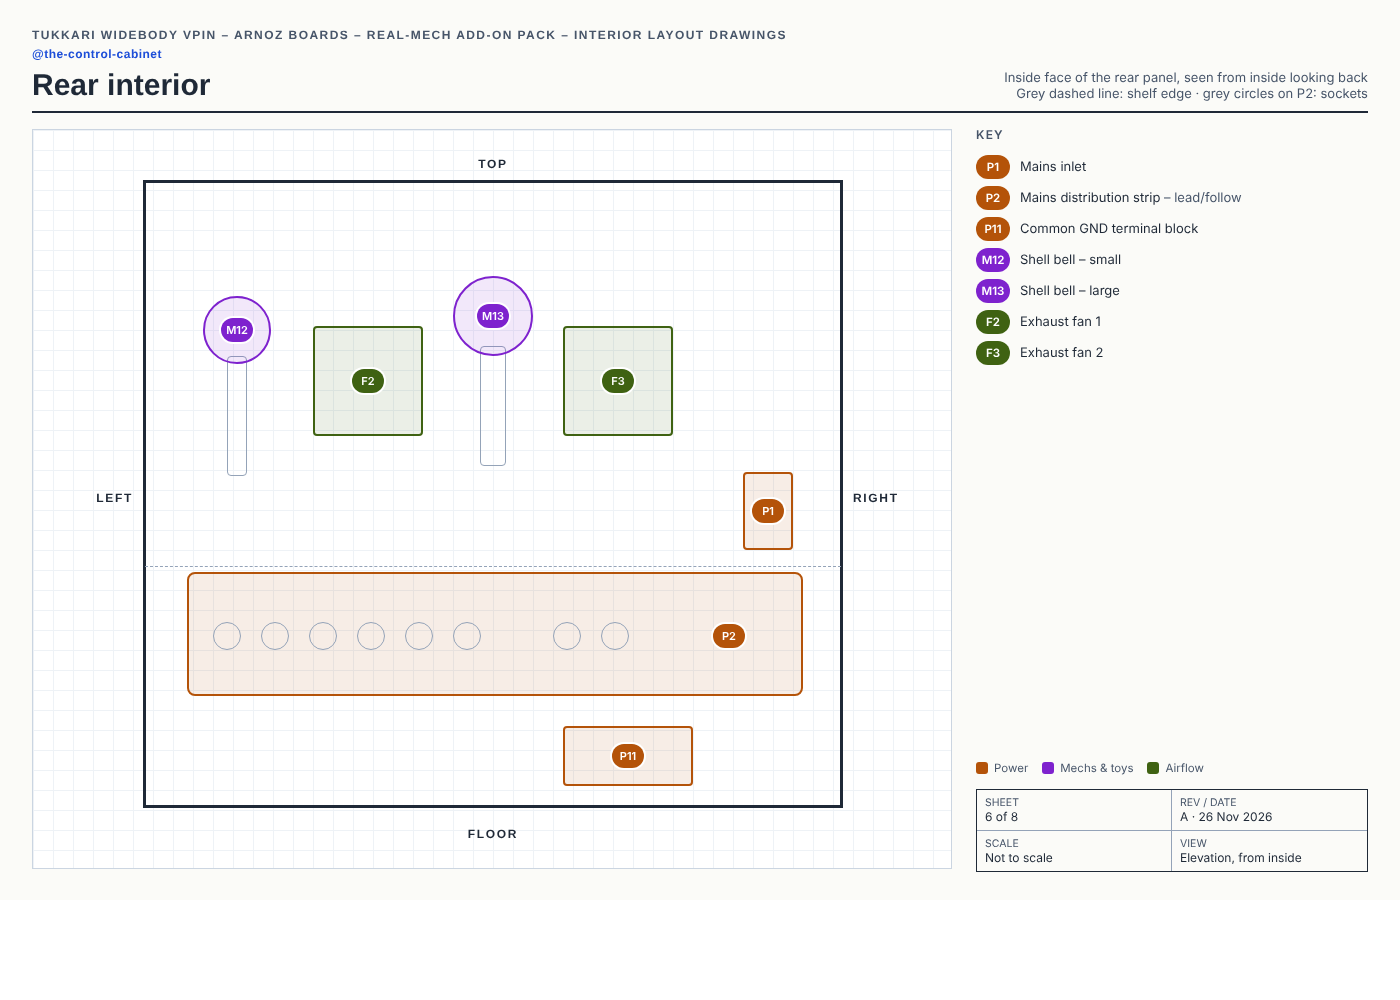 TUKKARI WIDEBODY VPIN – ARNOZ BOARDS – REAL-MECH ADD-ON PACK – INTERIOR LAYOUT DRAWINGS
@the-control-cabinet
Rear interior
Inside face of the rear panel, seen from inside looking back
Grey dashed line: shelf edge · grey circles on P2: sockets
TOP
M12
M13
F2
F3
LEFT
RIGHT
P1
P2
P11
FLOOR
KEY
P1 Mains inlet
P2 Mains distribution strip – lead/follow
P11 Common GND terminal block
M12 Shell bell – small
M13 Shell bell – large
F2 Exhaust fan 1
F3 Exhaust fan 2
Power Mechs & toys Airflow
SHEET
6 of 8
REV / DATE
A · 26 Nov 2026
SCALE
Not to scale
VIEW
Elevation, from inside